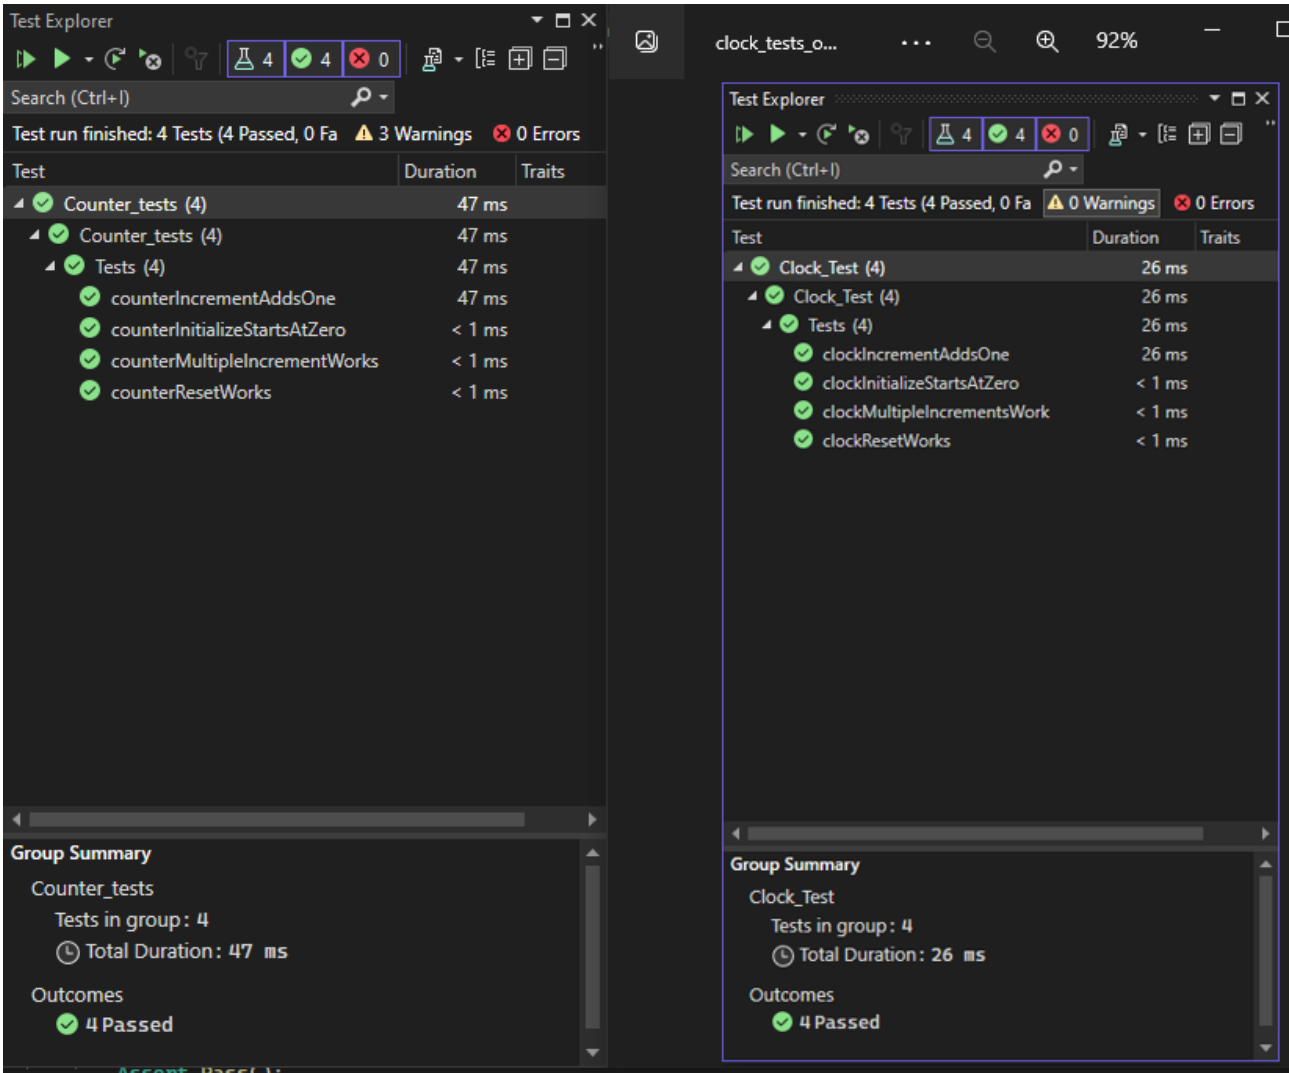 Test Explorer
4 4 0
Search (Ctrl+I)
Test run finished: 4 Tests (4 Passed, 0 Fa 3 Warnings 0 Errors
Test Duration Traits
Counter_tests (4) 47 ms
Counter_tests (4) 47 ms
Tests (4) 47 ms
counterIncrementAddsOne 47 ms
counterInitializeStartsAtZero < 1 ms
counterMultipleIncrementWorks < 1 ms
counterResetWorks < 1 ms
Group Summary
Counter_tests
Tests in group: 4
Total Duration: 47 ms
Outcomes
4 Passed
Assert.Pass();
clock_tests_o... ... 92%
Test Explorer
4 4 0
Search (Ctrl+I)
Test run finished: 4 Tests (4 Passed, 0 Fa 0 Warnings 0 Errors
Test Duration Traits
Clock_Test (4) 26 ms
Clock_Test (4) 26 ms
Tests (4) 26 ms
clockIncrementAddsOne 26 ms
clockInitializeStartsAtZero < 1 ms
clockMultipleIncrementsWork < 1 ms
clockResetWorks < 1 ms
Group Summary
Clock_Test
Tests in group: 4
Total Duration: 26 ms
Outcomes
4 Passed